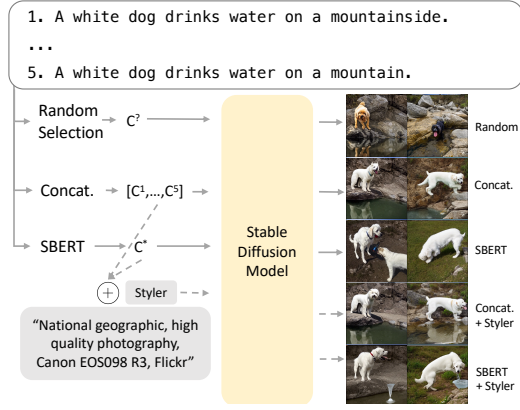 1. A white dog drinks water on a mountainside.
...
5. A white dog drinks water on a mountain.
Random
Selection
C?
Concat.
[C1,...,C5]
SBERT
C*
+
Styler
"National geographic, high
quality photography,
Canon EOS098 R3, Flickr"
Stable
Diffusion
Model
Random
Concat.
SBERT
Concat.
+ Styler
SBERT
+ Styler